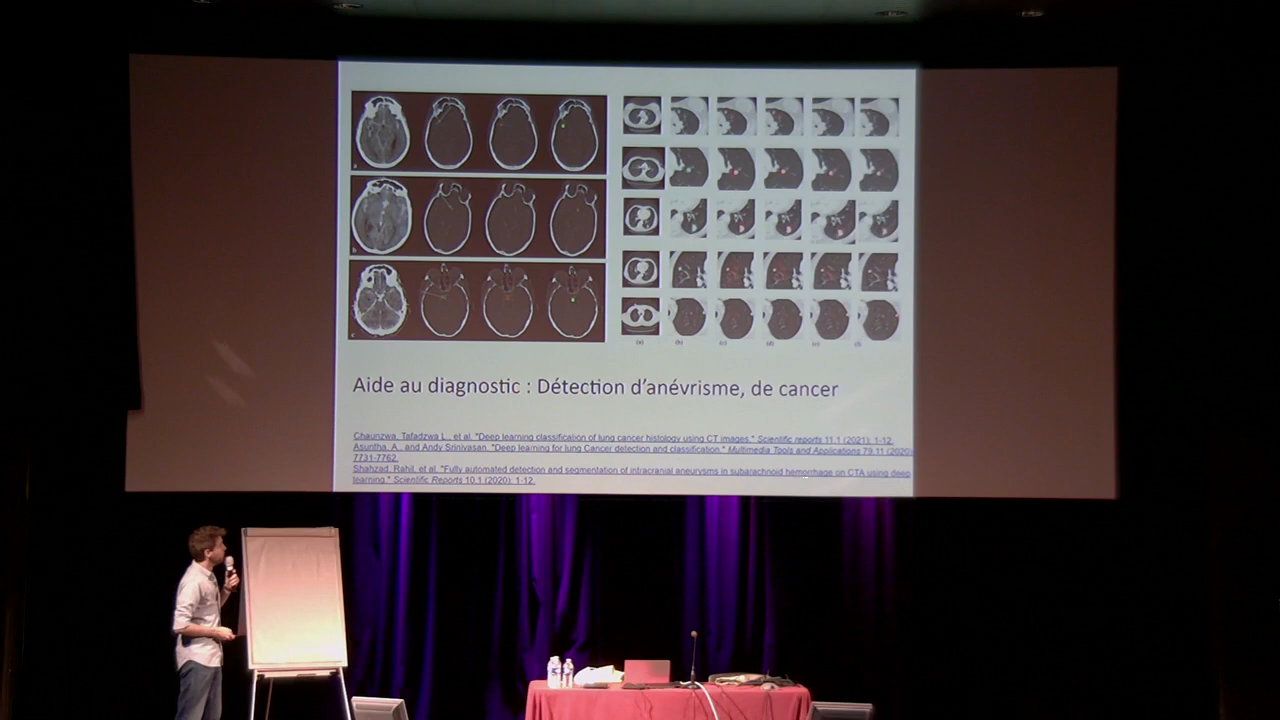 a
b
c
(a) (b) (c) (d) (e) (f)
Aide au diagnostic : Détection d'anévrisme, de cancer
Chaunzwa, Tafadzwa L., et al. "Deep learning classification of lung cancer histology using CT images." Scientific reports 11.1 (2021): 1-12.
Asuntha, A., and Andy Srinivasan. "Deep learning for lung Cancer detection and classification." Multimedia Tools and Applications 79.11 (2020):
7731-7762.
Shahzad, Rahil, et al. "Fully automated detection and segmentation of intracranial aneurysms in subarachnoid hemorrhage on CTA using deep
learning." Scientific Reports 10.1 (2020): 1-12.